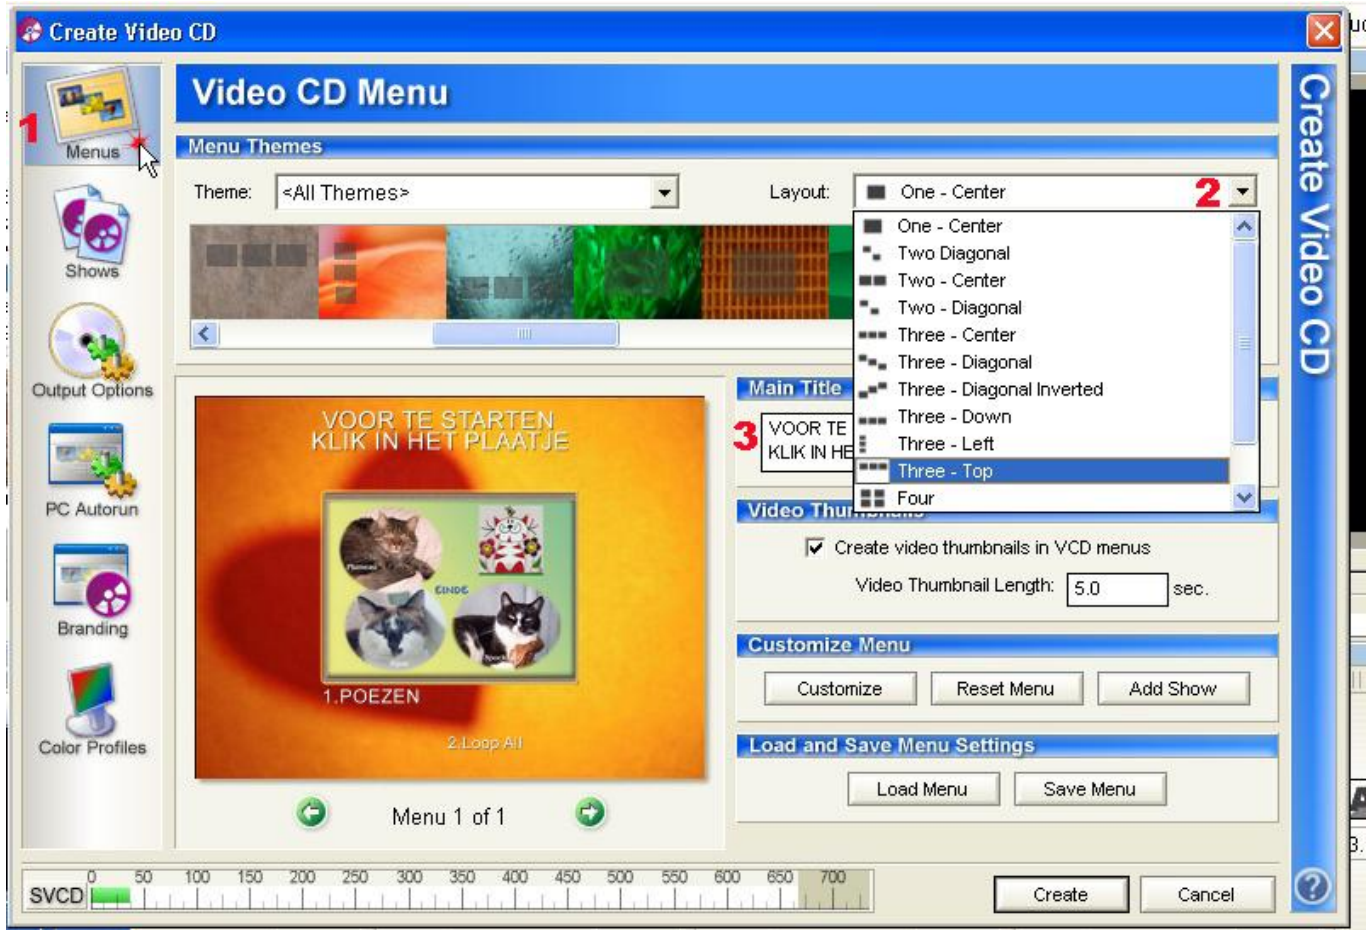 Create Video CD
1
Menus
Shows
Output Options
PC Autorun
Branding
Color Profiles
Video CD Menu
Menu Themes
Theme:
<All Themes>
Layout:
One - Center
2
One - Center
Two Diagonal
Two - Center
Two - Diagonal
Three - Center
Three - Diagonal
Three - Diagonal Inverted
Three - Down
Three - Left
Three - Top
Four
VOOR TE STARTEN
KLIK IN HET PLAATJE
EINDE
1.POEZEN
2.Loop All
Menu 1 of 1
Main Title
3
VOOR TE
KLIK IN HE
Video Thumbnails
Create video thumbnails in VCD menus
Video Thumbnail Length: 5.0 sec.
Customize Menu
Customize
Reset Menu
Add Show
Load and Save Menu Settings
Load Menu
Save Menu
SVCD
0 50 100 150 200 250 300 350 400 450 500 550 600 650 700
Create
Cancel
?
Create Video CD